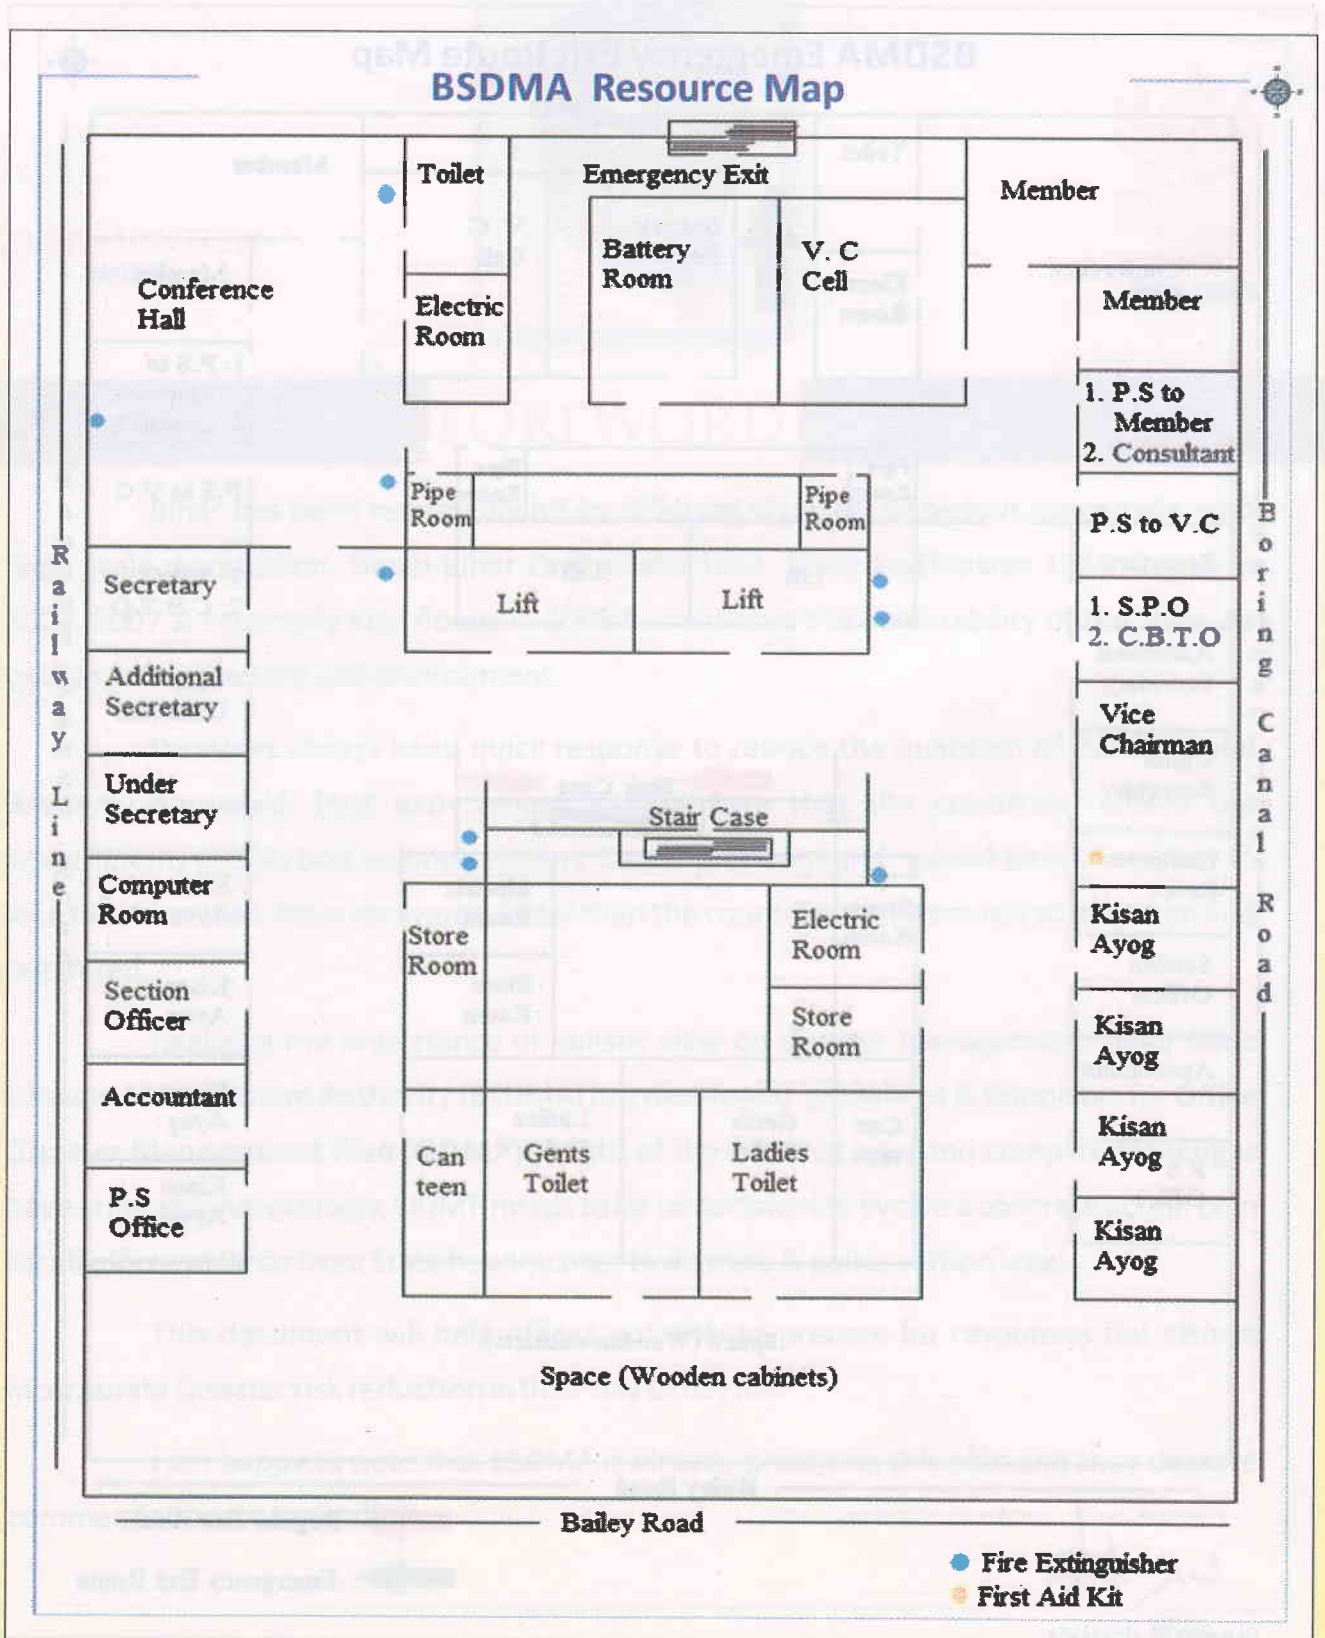 BSDMA Resource Map
Toilet
Emergency Exit
Member
Battery
Room
V. C
Cell
Conference
Hall
Electric
Room
Member
1. P.S to
Member
2. Consultant
Pipe
Room
Pipe
Room
P.S to V.C
Secretary
Lift
Lift
1. S.P.O
2. C.B.T.O
Additional
Secretary
Vice
Chairman
Under
Secretary
Stair Case
Computer
Room
Store
Room
Electric
Room
Kisan
Ayog
Section
Officer
Store
Room
Kisan
Ayog
Accountant
Can
teen
Gents
Toilet
Ladies
Toilet
Kisan
Ayog
P.S
Office
Kisan
Ayog
Space (Wooden cabinets)
Railway Line
Boring Canal Road
Bailey Road
Fire Extinguisher
First Aid Kit